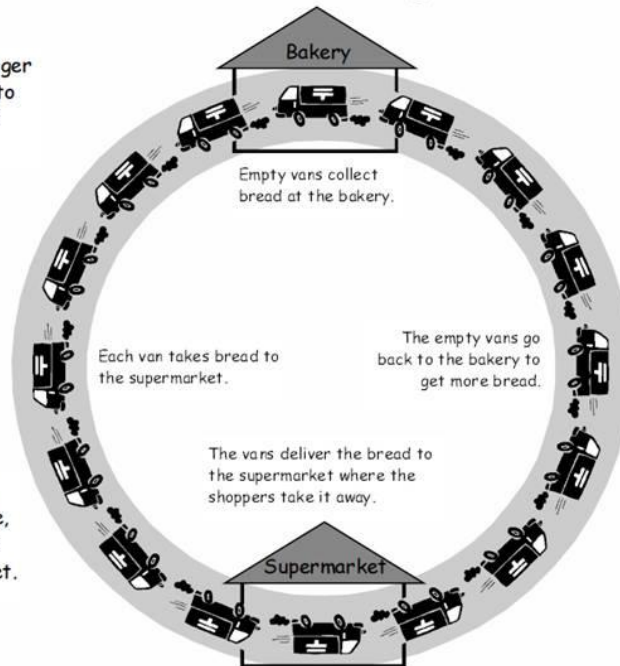 ger
to
Bakery
Empty vans collect
bread at the bakery.
Each van takes bread to
the supermarket.
The empty vans go
back to the bakery to
get more bread.
The vans deliver the bread to
the supermarket where the
shoppers take it away.
e,
t.
Supermarket